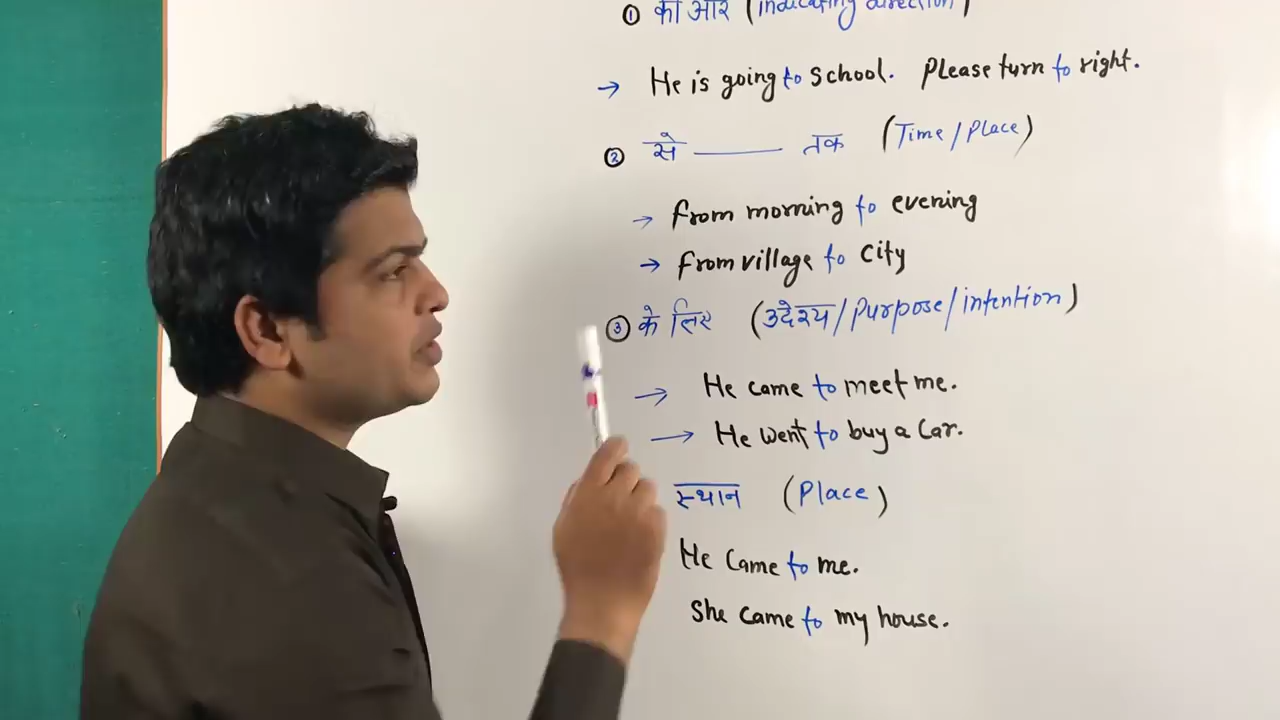 ① की ओर (indicating direction)
→ He is going to school. Please turn to right.
② से ——— तक (Time/Place)
→ from morning to evening
→ from village to city
③ के लिए (उदेश्य/Purpose/intention)
→ He came to meet me.
→ He went to buy a Car.
स्थान (Place)
He came to me.
She came to my house.